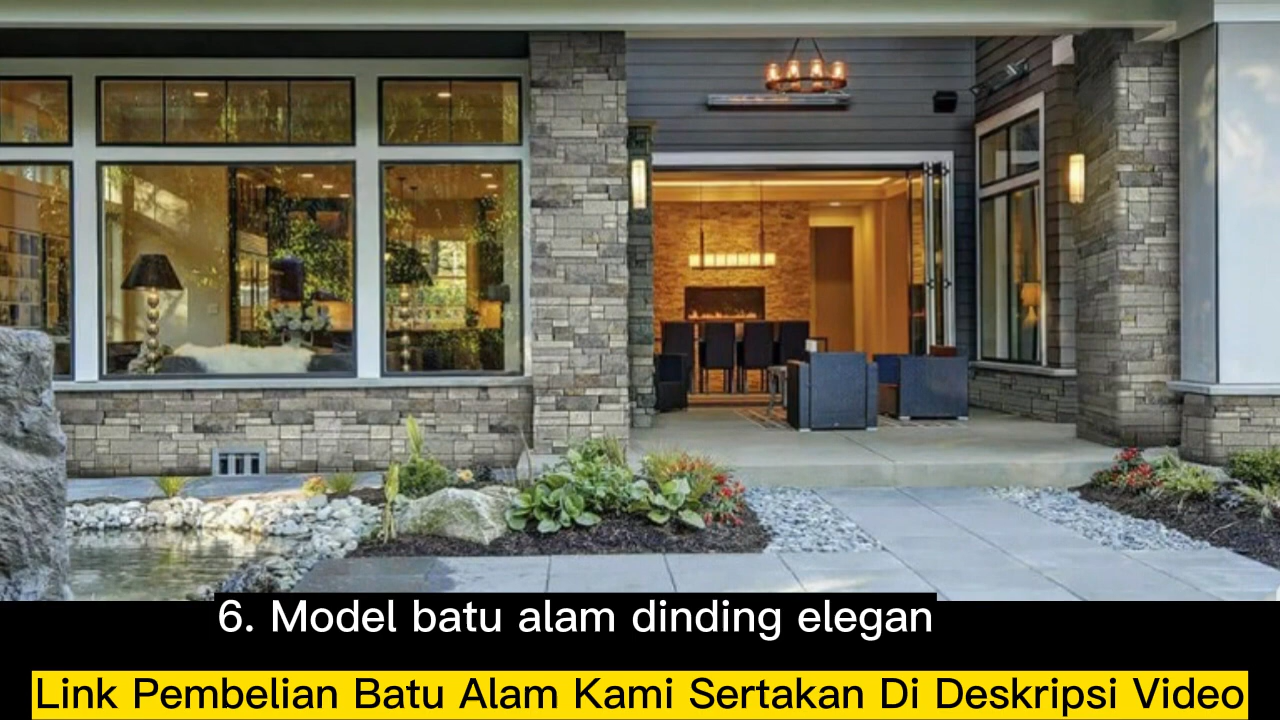 6. Model batu alam dinding elegan
Link Pembelian Batu Alam Kami Sertakan Di Deskripsi Video